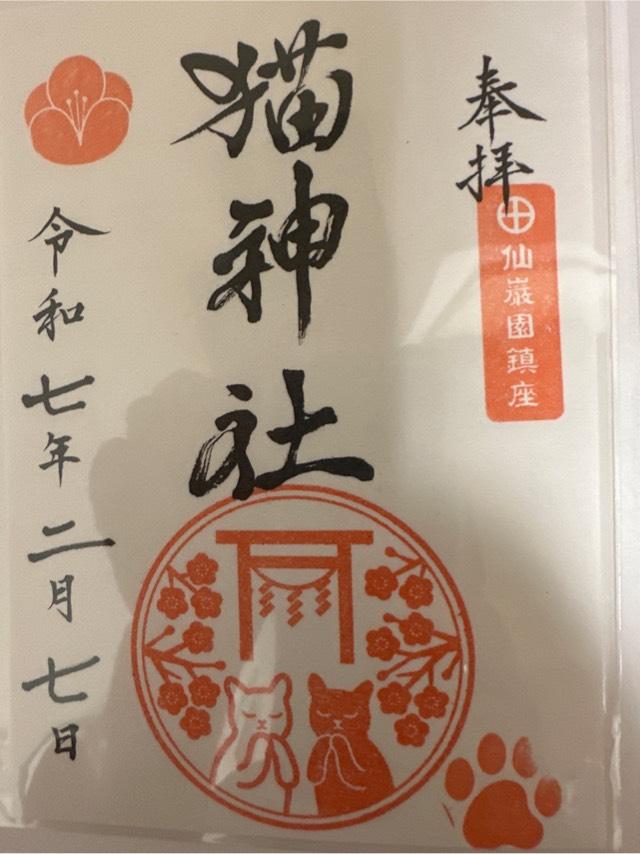 奉拝
仙巌園鎮座
猫神社
令和七年二月七日